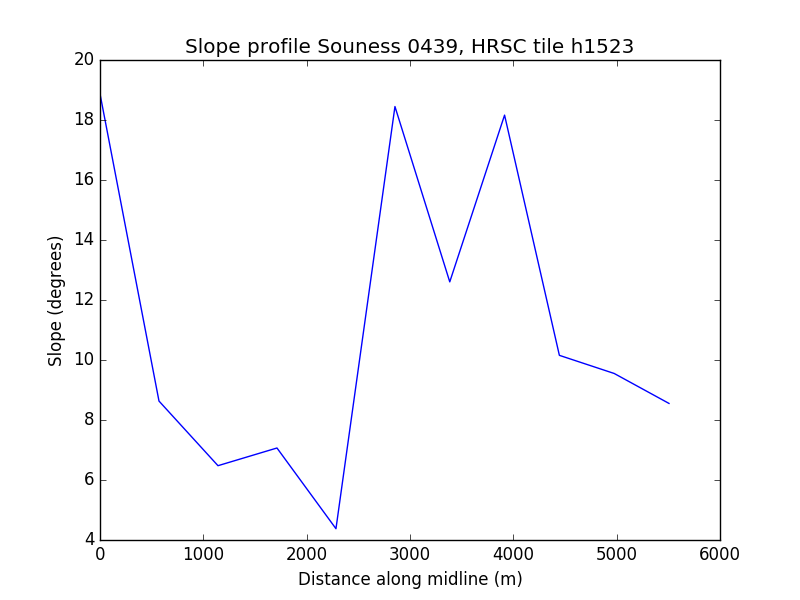 Slope profile Souness 0439, HRSC tile h1523
20
18
16
14
12
10
8
6
4
Slope (degrees)
0 1000 2000 3000 4000 5000 6000
Distance along midline (m)